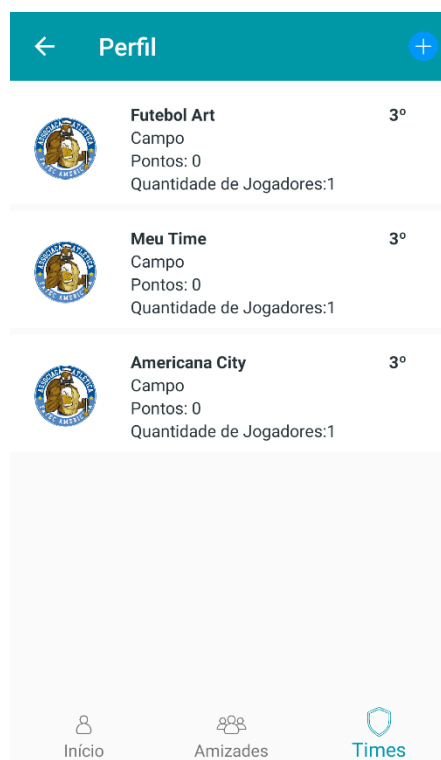 Perfil
Futebol Art
3º
Campo
Pontos: 0
Quantidade de Jogadores:1
Meu Time
3º
Campo
Pontos: 0
Quantidade de Jogadores:1
Americana City
3º
Campo
Pontos: 0
Quantidade de Jogadores:1
Início
Amizades
Times